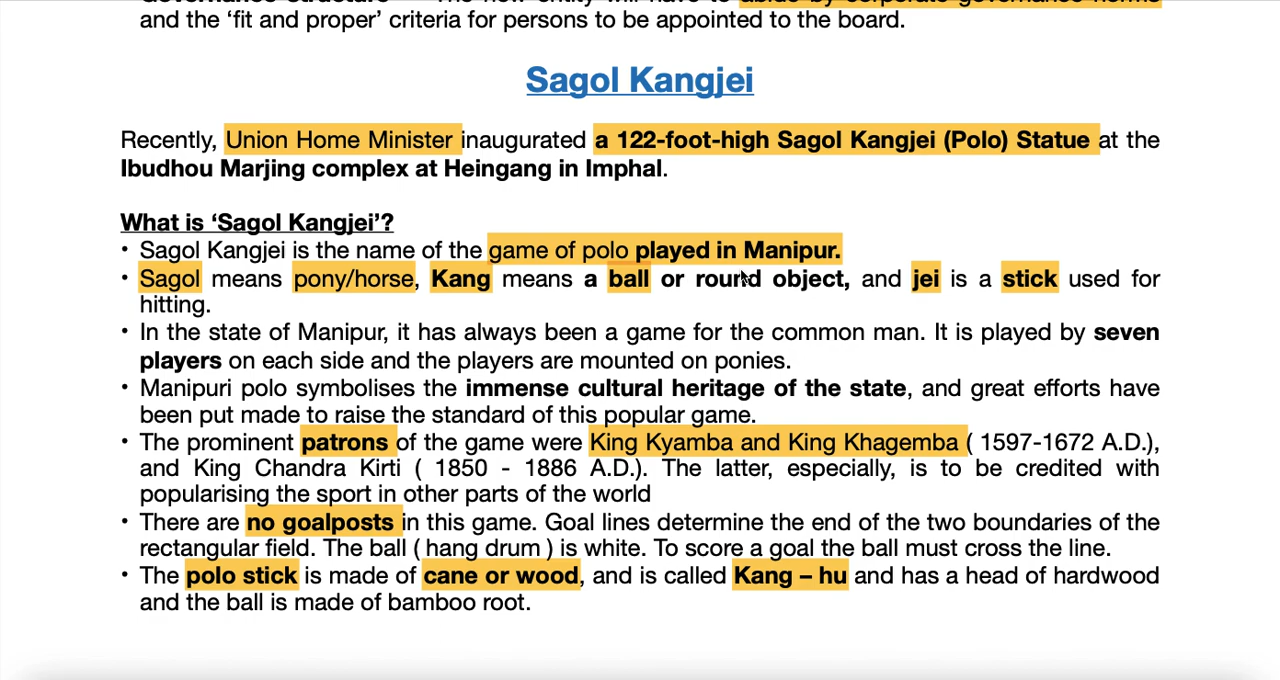 and the ‘fit and proper’ criteria for persons to be appointed to the board.
Sagol Kangjei
Recently, Union Home Minister inaugurated a 122-foot-high Sagol Kangjei (Polo) Statue at the
Ibudhou Marjing complex at Heingang in Imphal.
What is ‘Sagol Kangjei’?
• Sagol Kangjei is the name of the game of polo played in Manipur.
• Sagol means pony/horse, Kang means a ball or round object, and jei is a stick used for
hitting.
• In the state of Manipur, it has always been a game for the common man. It is played by seven
players on each side and the players are mounted on ponies.
• Manipuri polo symbolises the immense cultural heritage of the state, and great efforts have
been put made to raise the standard of this popular game.
• The prominent patrons of the game were King Kyamba and King Khagemba ( 1597-1672 A.D.),
and King Chandra Kirti ( 1850 - 1886 A.D.). The latter, especially, is to be credited with
popularising the sport in other parts of the world
• There are no goalposts in this game. Goal lines determine the end of the two boundaries of the
rectangular field. The ball ( hang drum ) is white. To score a goal the ball must cross the line.
• The polo stick is made of cane or wood, and is called Kang – hu and has a head of hardwood
and the ball is made of bamboo root.